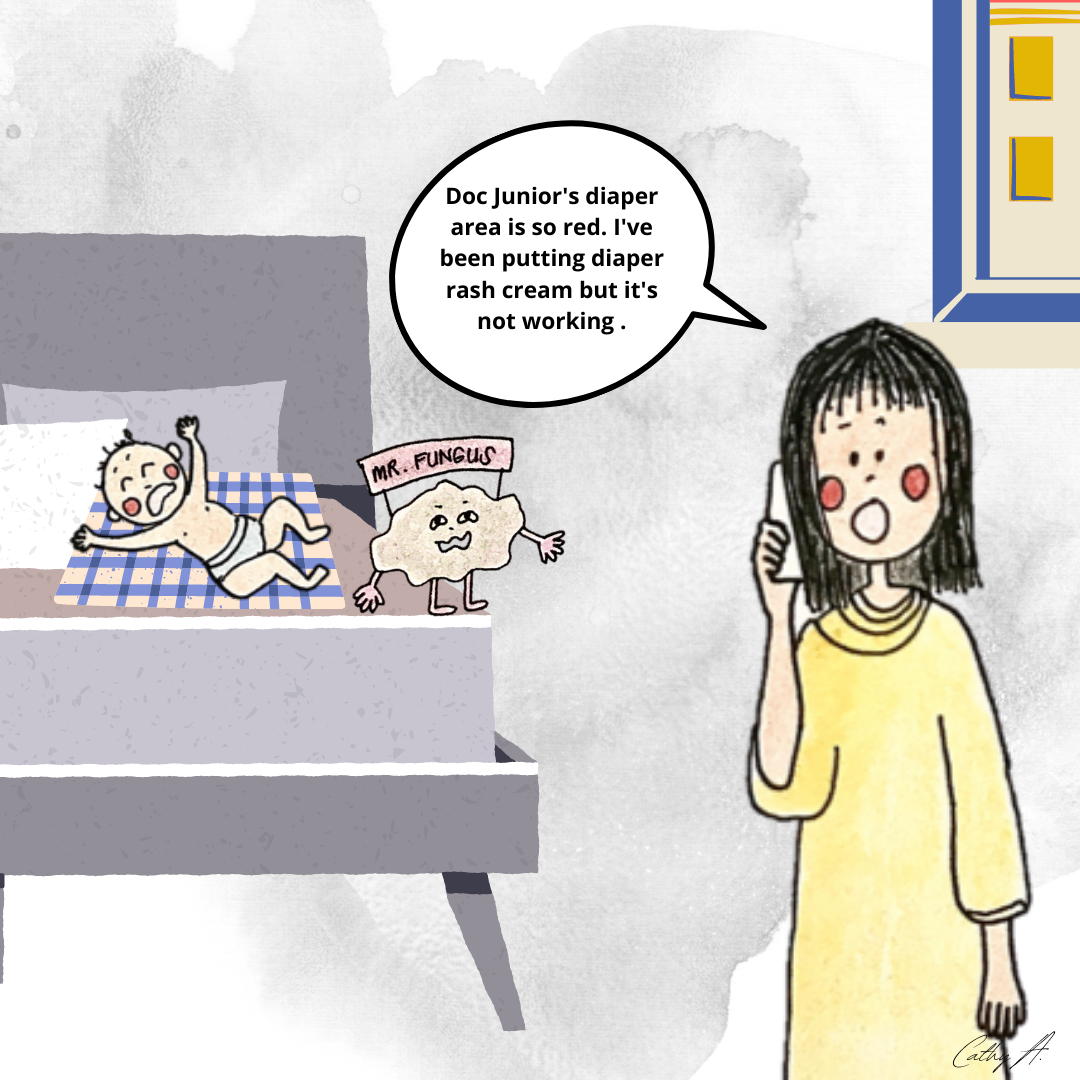 Doc Junior's diaper
area is so red. I've
been putting diaper
rash cream but it's
not working .
MR. FUNGUS
Cathy A.